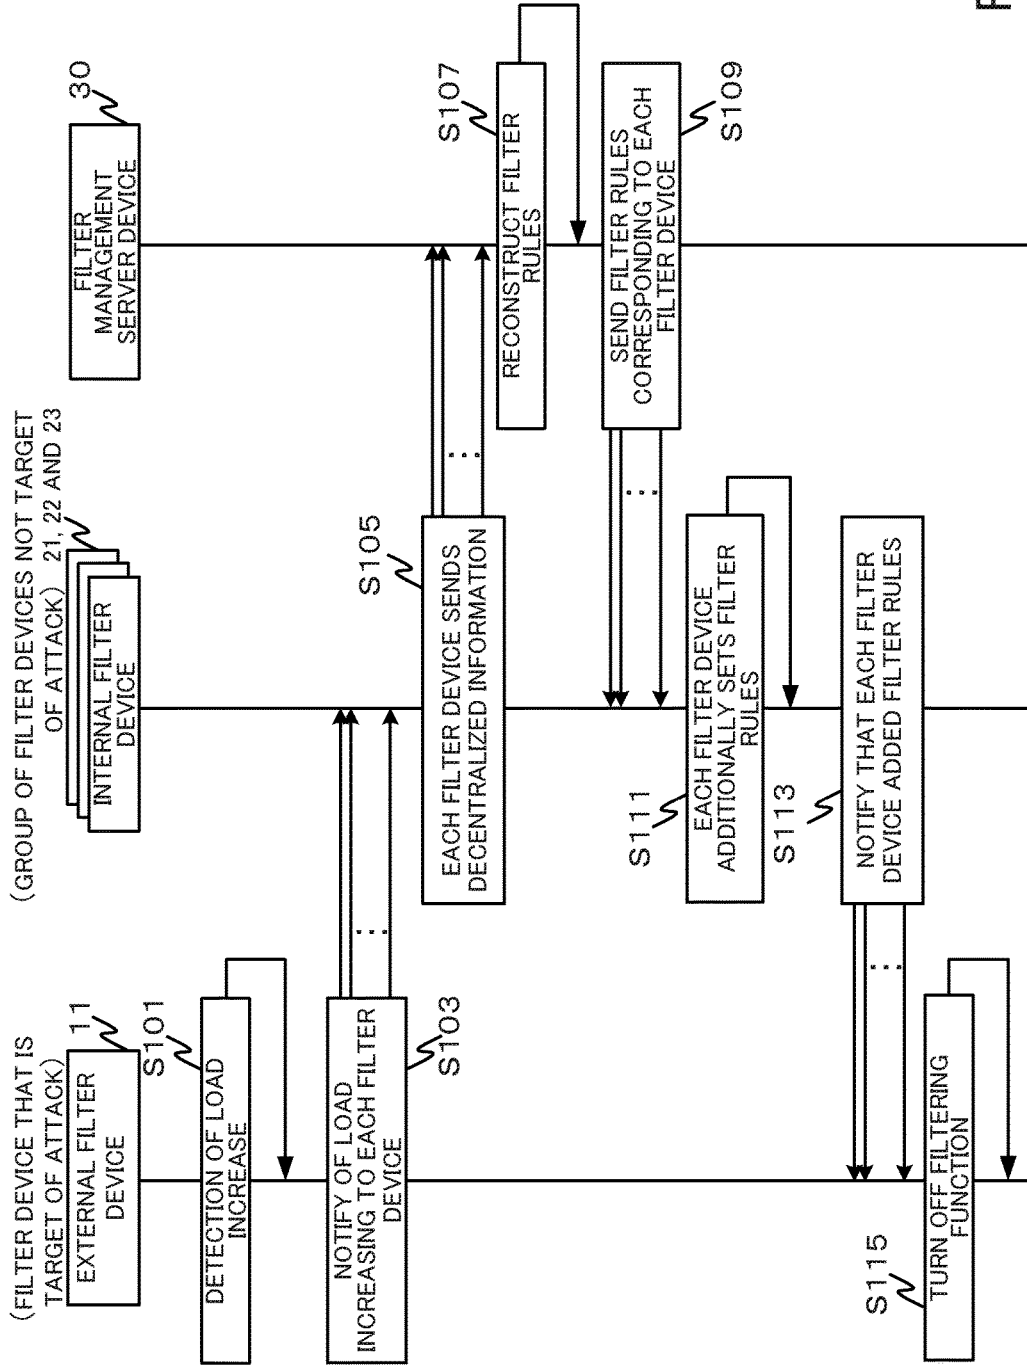 (FILTER DEVICE THAT IS
TARGET OF ATTACK)
11
EXTERNAL FILTER
DEVICE
(GROUP OF FILTER DEVICES NOT TARGET
OF ATTACK) 21, 22 AND 23
INTERNAL FILTER
DEVICE
30
FILTER
MANAGEMENT
SERVER DEVICE
S101
DETECTION OF LOAD
INCREASE
NOTIFY OF LOAD
INCREASING TO EACH FILTER
DEVICE
S103
...
S105
EACH FILTER DEVICE SENDS
DECENTRALIZED INFORMATION
...
S107
RECONSTRUCT FILTER
RULES
SEND FILTER RULES
CORRESPONDING TO EACH
FILTER DEVICE
S109
...
S111
EACH FILTER DEVICE
ADDITIONALLY SETS FILTER
RULES
S113
NOTIFY THAT EACH FILTER
DEVICE ADDED FILTER RULES
...
S115
TURN OFF FILTERING
FUNCTION